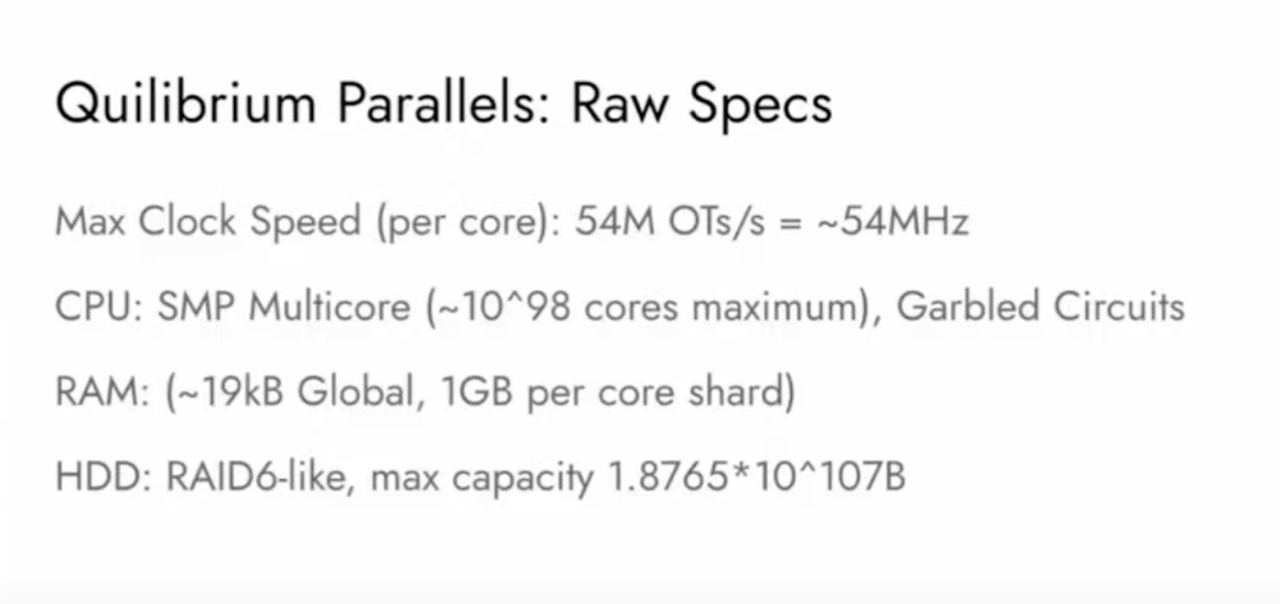 Quilibrium Parallels: Raw Specs
Max Clock Speed (per core): 54M OTs/s = ~54MHz
CPU: SMP Multicore (~10^98 cores maximum), Garbled Circuits
RAM: (~19kB Global, 1GB per core shard)
HDD: RAID6-like, max capacity 1.8765*10^107B